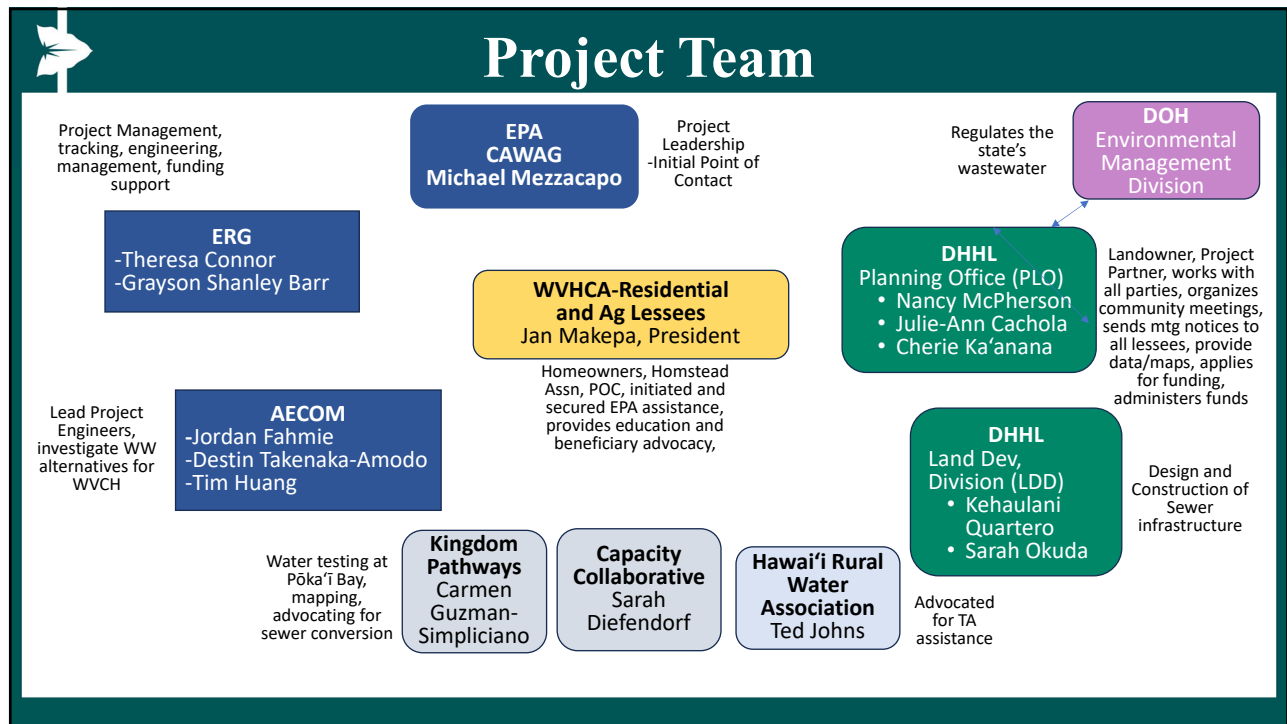 Project Team
Project Management,
tracking, engineering,
management, funding
support
ERG
-Theresa Connor
-Grayson Shanley Barr
EPA
CAWAG
Michael Mezzacapo
Project
Leadership
-Initial Point of
Contact
Regulates the
state’s
wastewater
DOH
Environmental
Management
Division
WVHCA-Residential
and Ag Lessees
Jan Makepa, President
Homeowners, Homstead
Assn, POC, initiated and
secured EPA assistance,
provides education and
beneficiary advocacy,
DHHL
Planning Office (PLO)
• Nancy McPherson
• Julie-Ann Cachola
• Cherie Kaʻanana
Landowner, Project
Partner, works with
all parties, organizes
community meetings,
sends mtg notices to
all lessees, provide
data/maps, applies
for funding,
administers funds
Lead Project
Engineers,
investigate WW
alternatives for
WVCH
AECOM
-Jordan Fahmie
-Destin Takenaka-Amodo
-Tim Huang
DHHL
Land Dev,
Division (LDD)
• Kehaulani
Quartero
• Sarah Okuda
Design and
Construction of
Sewer
infrastructure
Water testing at
Pōkaʻī Bay,
mapping,
advocating for
sewer conversion
Kingdom
Pathways
Carmen
Guzman-
Simpliciano
Capacity
Collaborative
Sarah
Diefendorf
Hawaiʻi Rural
Water
Association
Ted Johns
Advocated
for TA
assistance